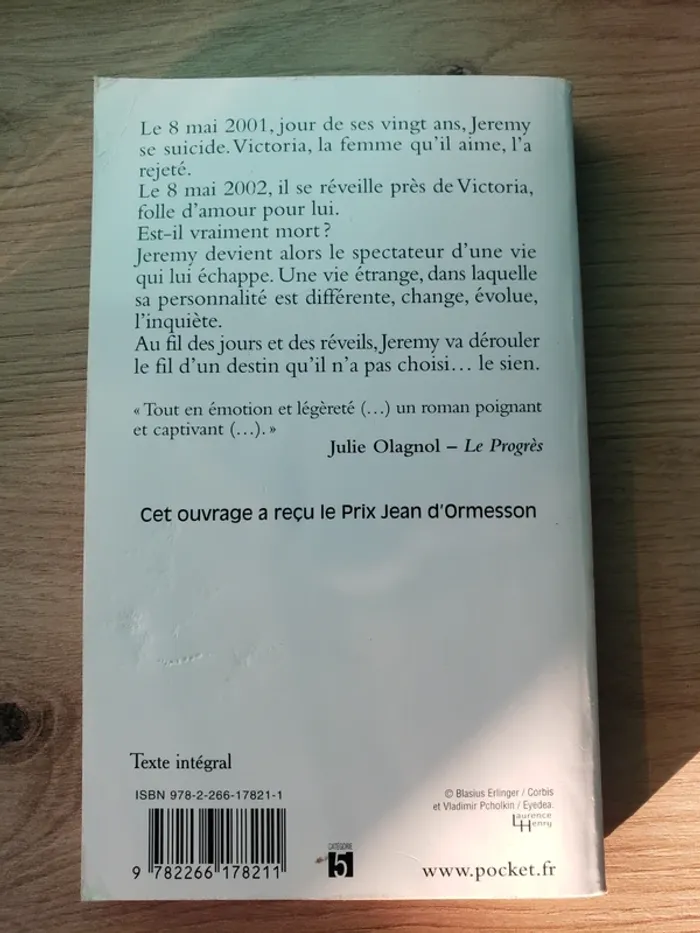 Le 8 mai 2001, jour de ses vingt ans, Jeremy
se suicide. Victoria, la femme qu'il aime, l'a
rejeté.
Le 8 mai 2002, il se réveille près de Victoria,
folle d'amour pour lui.
Est-il vraiment mort ?
Jeremy devient alors le spectateur d'une vie
qui lui échappe. Une vie étrange, dans laquelle
sa personnalité est différente, change, évolue,
l'inquiète.
Au fil des jours et des réveils, Jeremy va dérouler
le fil d'un destin qu'il n'a pas choisi... le sien.
« Tout en émotion et légèreté (...) un roman poignant
et captivant (...). »
Julie Olagnol – Le Progrès
Cet ouvrage a reçu le Prix Jean d'Ormesson
Texte intégral
ISBN 978-2-266-17821-1
9 782266 178211
CATÉGORIE
5
© Blasius Erlinger / Corbis
et Vladimir Pcholkin / Eyedea.
Laurence
Henry
www.pocket.fr